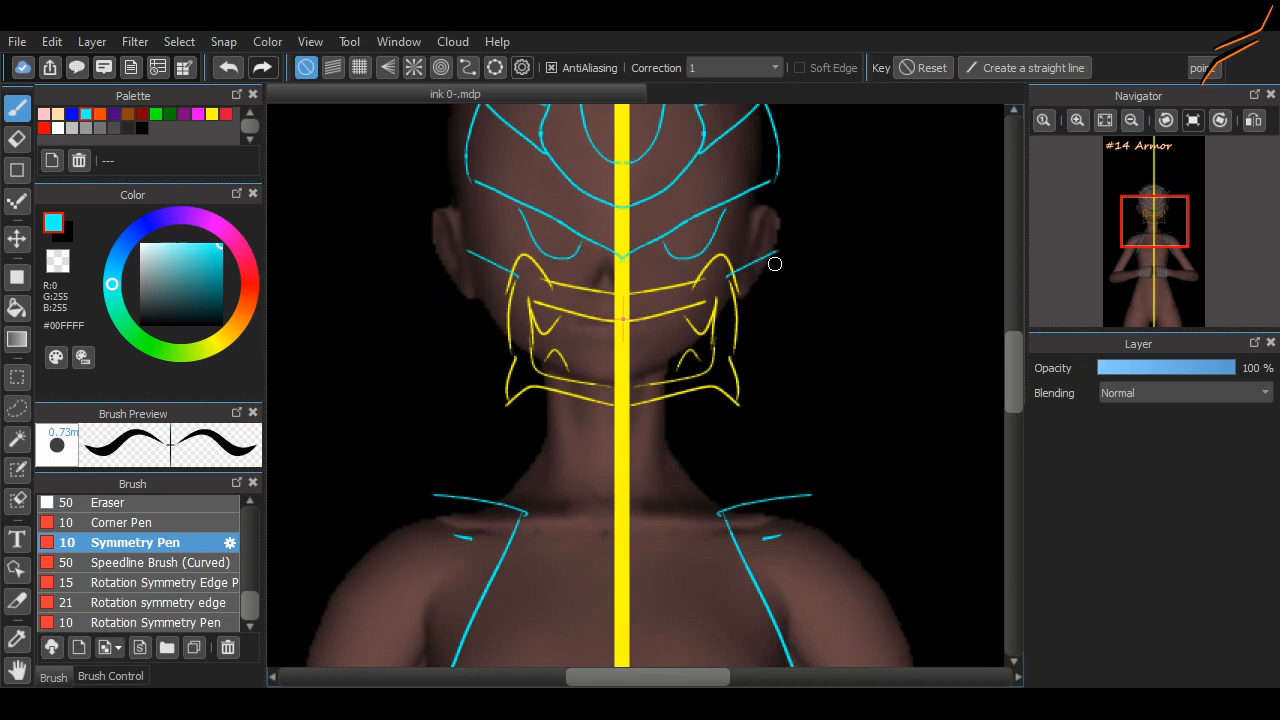 File Edit Layer Filter Select Snap Color View Tool Window Cloud Help
AntiAliasing Correction 1 Soft Edge Key Reset Create a straight line point
Palette
ink 0-.mdp
Navigator
#14 Armor
---
Color
R:0
G:255
B:255
#00FFFF
Layer
Opacity 100 %
Blending Normal
Brush Preview
0.73m
Brush
50 Eraser
10 Corner Pen
10 Symmetry Pen
50 Speedline Brush (Curved)
15 Rotation Symmetry Edge P
21 Rotation symmetry edge
10 Rotation Symmetry Pen
T
Brush Brush Control